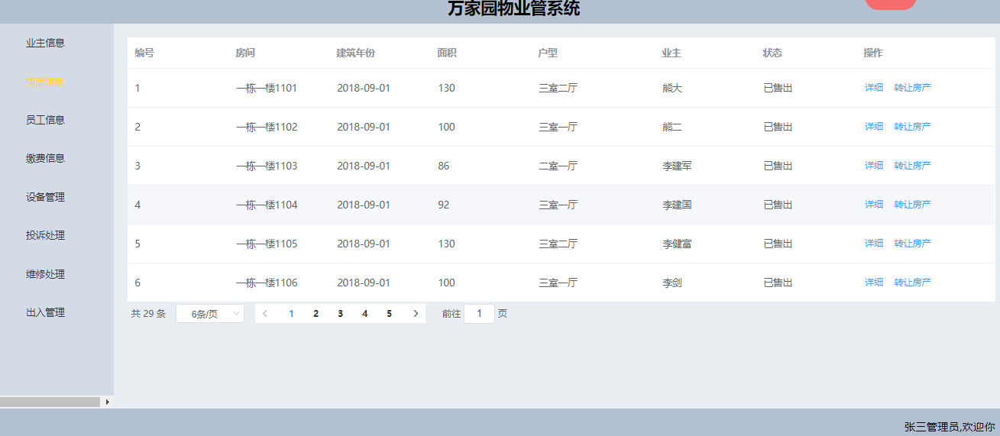 万家园物业管系统
业主信息
房屋信息
员工信息
缴费信息
设备管理
投诉处理
维修处理
出入管理
编号 房间 建筑年份 面积 户型 业主 状态 操作
1 一栋一楼1101 2018-09-01 130 三室二厅 熊大 已售出 详细 转让房产
2 一栋一楼1102 2018-09-01 100 三室一厅 熊二 已售出 详细 转让房产
3 一栋一楼1103 2018-09-01 86 二室一厅 李建军 已售出 详细 转让房产
4 一栋一楼1104 2018-09-01 92 三室一厅 李建国 已售出 详细 转让房产
5 一栋一楼1105 2018-09-01 130 三室二厅 李健富 已售出 详细 转让房产
6 一栋一楼1106 2018-09-01 100 三室一厅 李剑 已售出 详细 转让房产
共 29 条 6条/页 1 2 3 4 5 前往 1 页
张三管理员,欢迎你